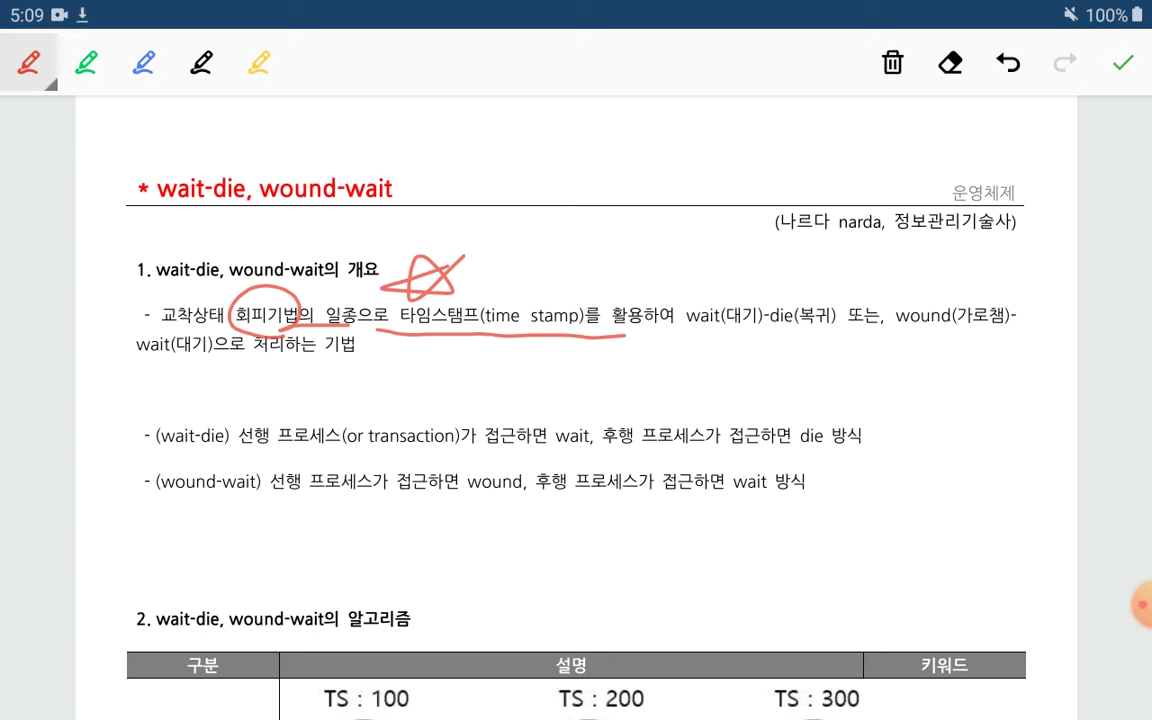 5:09
100%
* wait-die, wound-wait
운영체제
(나르다 narda, 정보관리기술사)
1. wait-die, wound-wait의 개요
- 교착상태 회피기법의 일종으로 타임스탬프(time stamp)를 활용하여 wait(대기)-die(복귀) 또는, wound(가로챔)-
wait(대기)으로 처리하는 기법
- (wait-die) 선행 프로세스(or transaction)가 접근하면 wait, 후행 프로세스가 접근하면 die 방식
- (wound-wait) 선행 프로세스가 접근하면 wound, 후행 프로세스가 접근하면 wait 방식
2. wait-die, wound-wait의 알고리즘
구분 설명 키워드
TS : 100 TS : 200 TS : 300